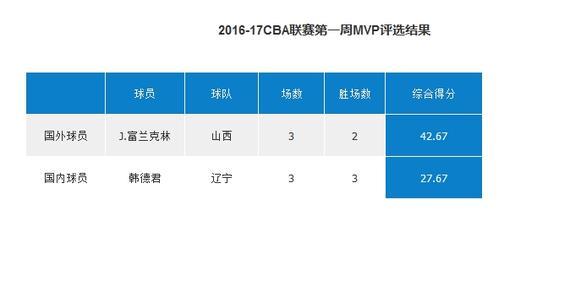 2016-17CBA联赛第一周MVP评选结果
球员 球队 场数 胜场数 综合得分
国外球员 J.富兰克林 山西 3 2 42.67
国内球员 韩德君 辽宁 3 3 27.67